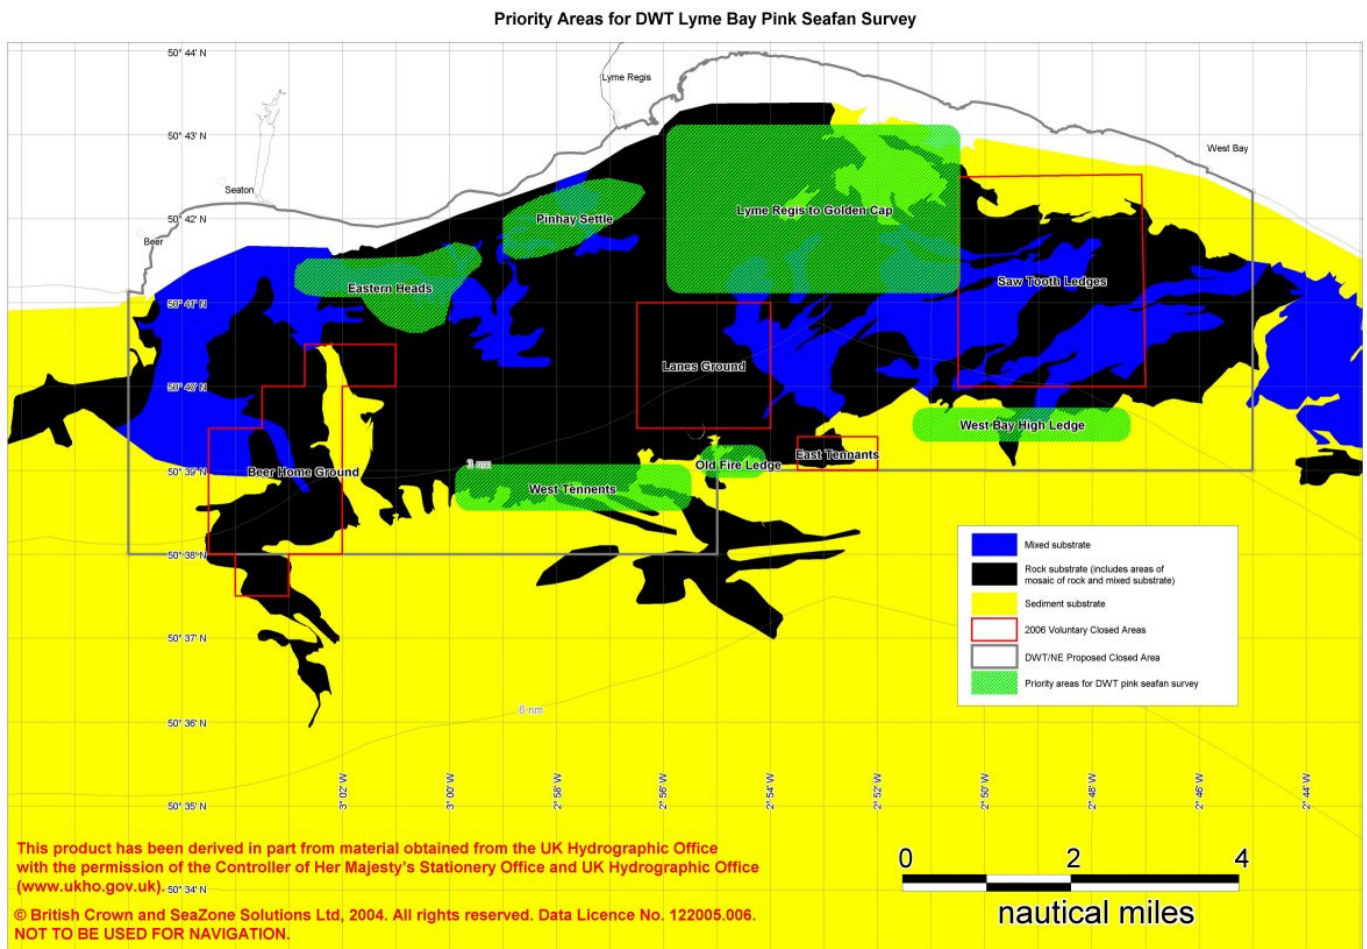 Priority Areas for DWT Lyme Bay Pink Seafan Survey
50° 44' N
Lyme Regis
50° 43' N
West Bay
Seaton
50° 42' N
Pinhay Settle
Lyme Regis to Golden Cap
Beer
Eastern Heads
Saw Tooth Ledges
50° 41' N
Lanes Ground
50° 40' N
West Bay High Ledge
East Tennants
Old Fire Ledge
3 nm
50° 39' N
Beer Home Ground
West Tennents
50° 38' N
Mixed substrate
Rock substrate (includes areas of
mosaic of rock and mixed substrate)
Sediment substrate
2006 Voluntary Closed Areas
DWT/NE Proposed Closed Area
Priority areas for DWT pink seafan survey
50° 37' N
6 nm
50° 36' N
3° 02' W
3° 00' W
2° 58' W
2° 56' W
2° 54' W
2° 52' W
2° 50' W
2° 48' W
2° 46' W
2° 44' W
50° 35' N
This product has been derived in part from material obtained from the UK Hydrographic Office
with the permission of the Controller of Her Majesty's Stationery Office and UK Hydrographic Office
(www.ukho.gov.uk).
50° 34' N
© British Crown and SeaZone Solutions Ltd, 2004. All rights reserved. Data Licence No. 122005.006.
NOT TO BE USED FOR NAVIGATION.
0 2 4
nautical miles